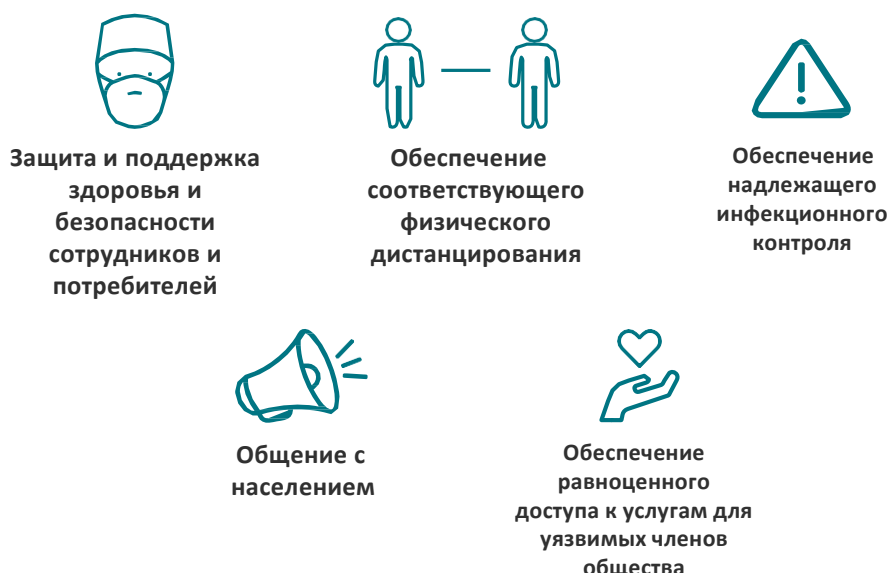 Защита и поддержка
здоровья и
безопасности
сотрудников и
потребителей
Обеспечение
соответствующего
физического
дистанцирования
Обеспечение
надлежащего
инфекционного
контроля
Общение с
населением
Обеспечение
равноценного
доступа к услугам для
уязвимых членов
общества